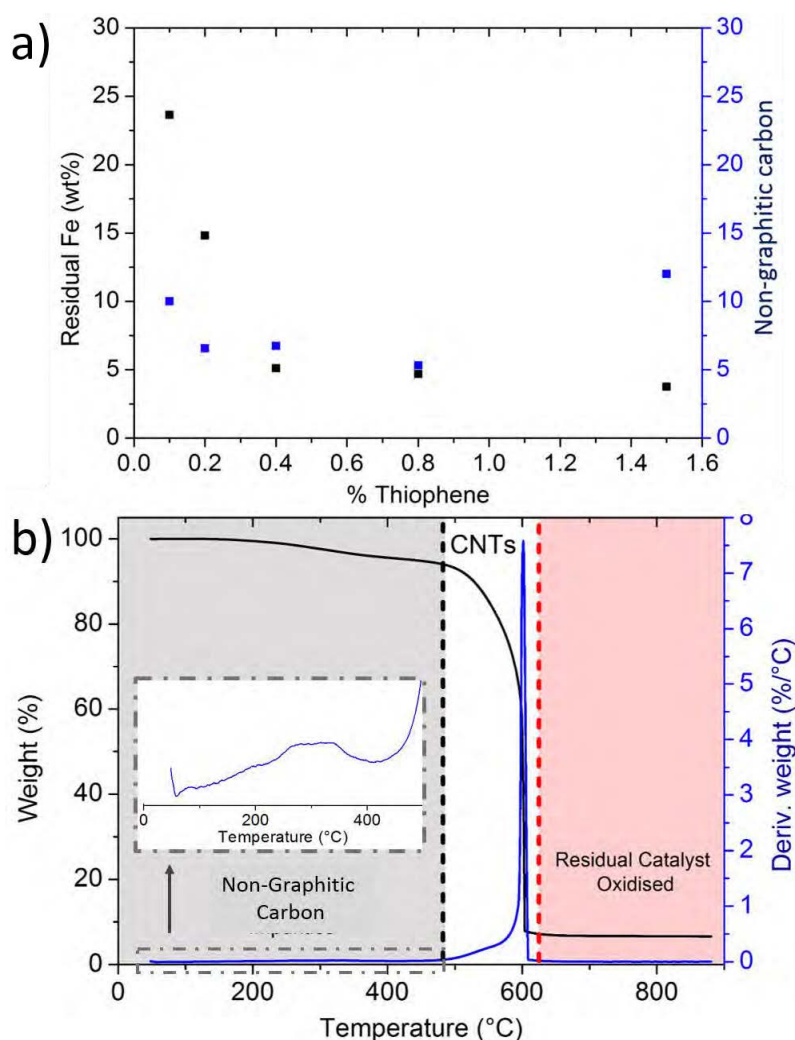 a)
30
25
20
15
10
5
0
Residual Fe (wt%)
30
25
20
15
10
5
0
Non-graphitic carbon
0.0 0.2 0.4 0.6 0.8 1.0 1.2 1.4 1.6
% Thiophene
b)
100
80
60
40
20
0
Weight (%)
CNTs
8
7
6
5
4
3
2
1
0
Deriv. weight (%/°C)
0 200 400
Temperature (°C)
Non-Graphitic
Carbon
Residual Catalyst
Oxidised
0 200 400 600 800
Temperature (°C)